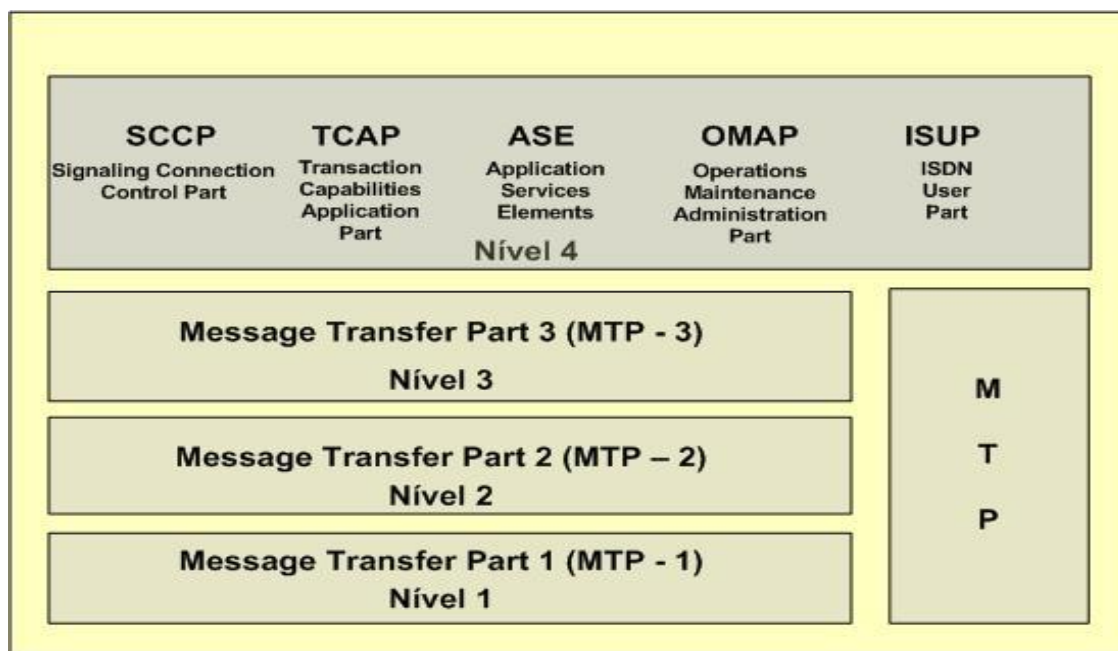 SCCP
Signaling Connection
Control Part
TCAP
Transaction
Capabilities
Application
Part
ASE
Application
Services
Elements
OMAP
Operations
Maintenance
Administration
Part
ISUP
ISDN
User
Part
Nível 4
Message Transfer Part 3 (MTP - 3)
Nível 3
Message Transfer Part 2 (MTP – 2)
Nível 2
Message Transfer Part 1 (MTP - 1)
Nível 1
M
T
P